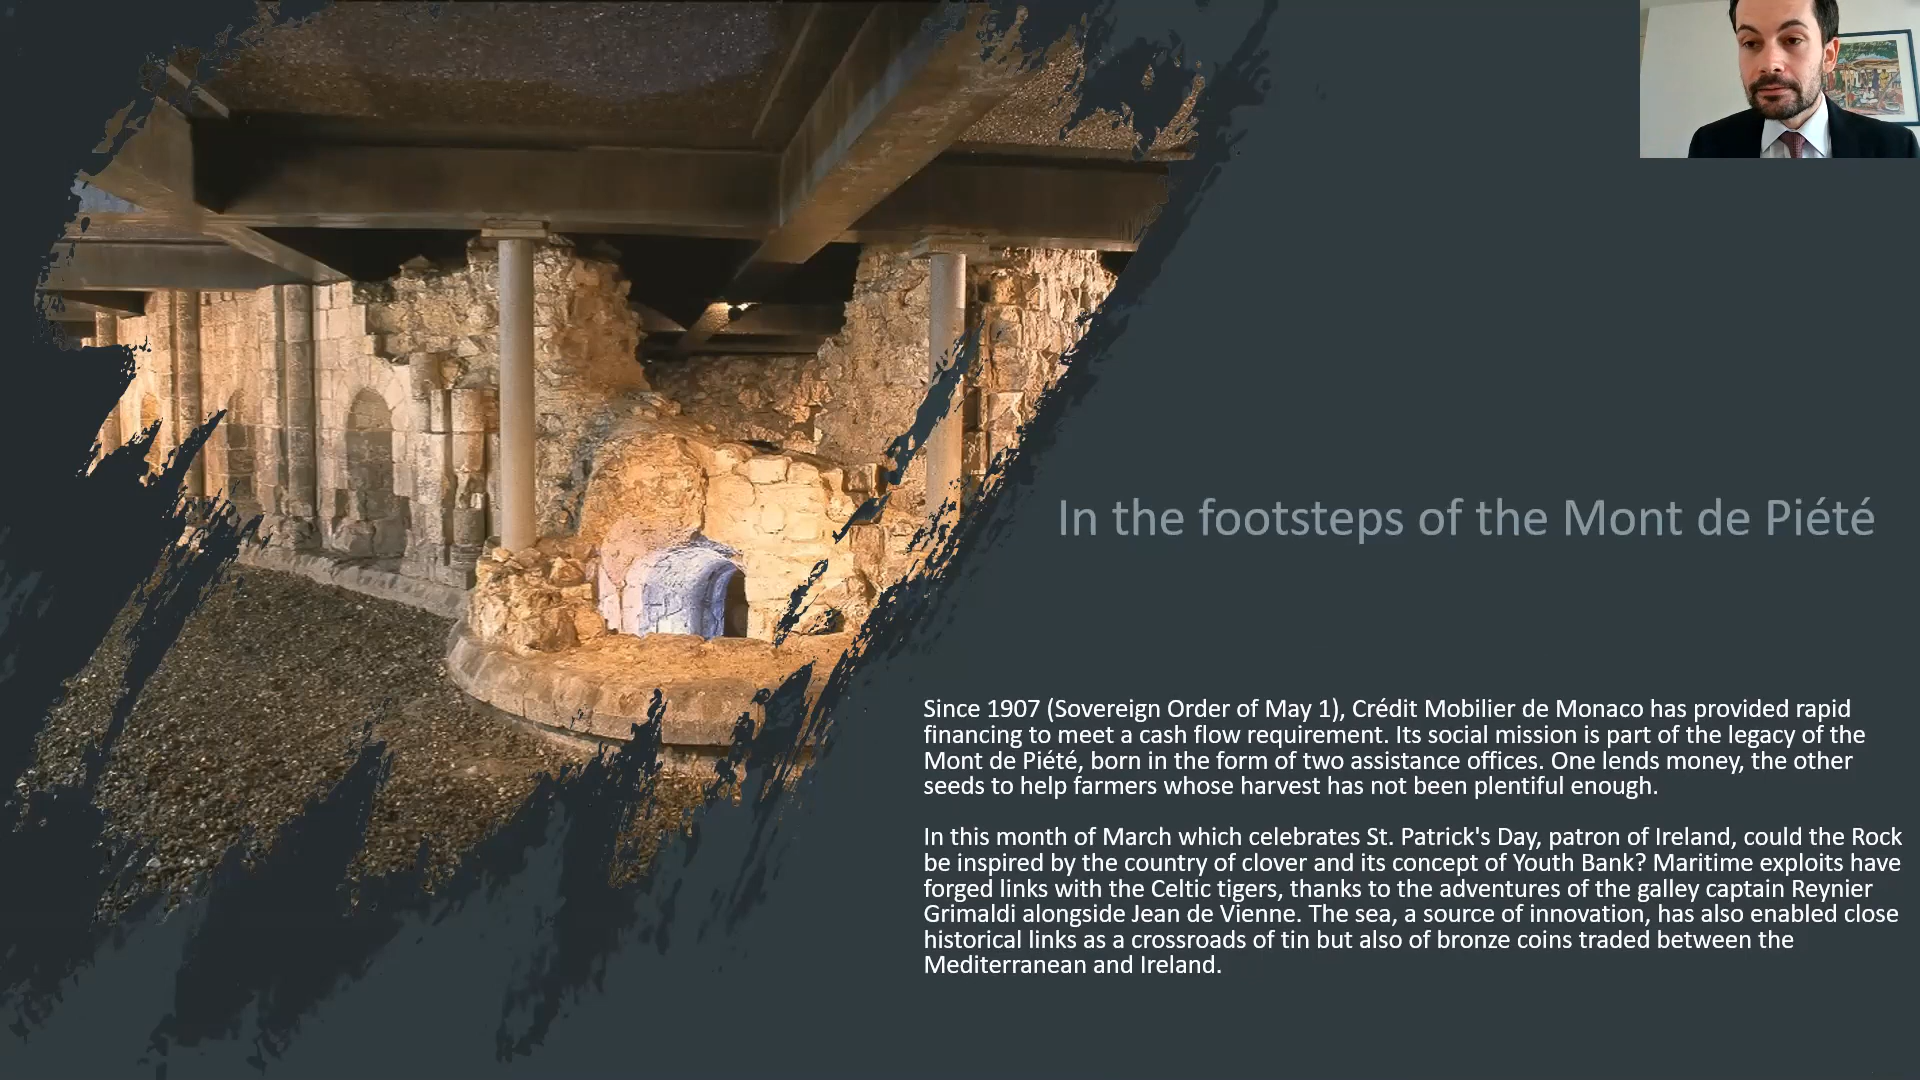 In the footsteps of the Mont de Piété
Since 1907 (Sovereign Order of May 1), Crédit Mobilier de Monaco has provided rapid
financing to meet a cash flow requirement. Its social mission is part of the legacy of the
Mont de Piété, born in the form of two assistance offices. One lends money, the other
seeds to help farmers whose harvest has not been plentiful enough.
In this month of March which celebrates St. Patrick's Day, patron of Ireland, could the Rock
be inspired by the country of clover and its concept of Youth Bank? Maritime exploits have
forged links with the Celtic tigers, thanks to the adventures of the galley captain Reynier
Grimaldi alongside Jean de Vienne. The sea, a source of innovation, has also enabled close
historical links as a crossroads of tin but also of bronze coins traded between the
Mediterranean and Ireland.